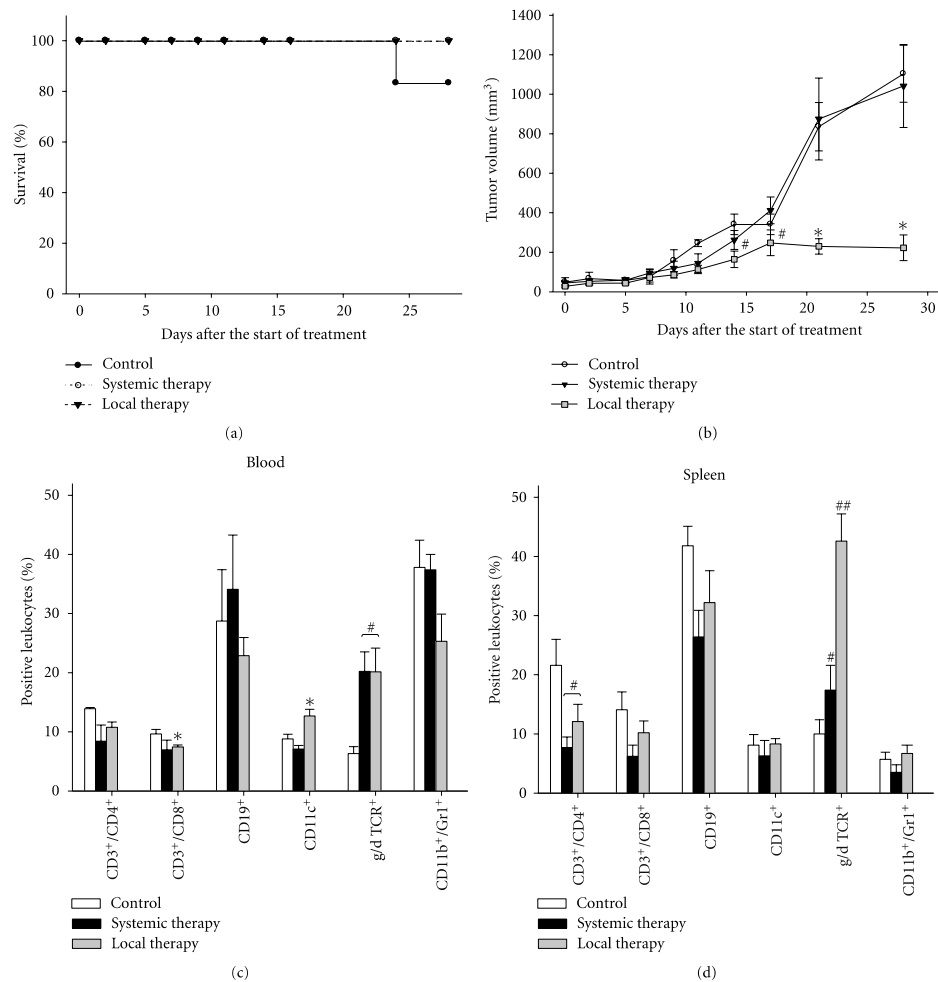 100
80
60
40
20
0
Survival (%)
0 5 10 15 20 25
Days after the start of treatment
Control
Systemic therapy
Local therapy
(a)
1400
1200
1000
800
600
400
200
0
Tumor volume (mm³)
# # * *
0 5 10 15 20 25 30
Days after the start of treatment
Control
Systemic therapy
Local therapy
(b)
Blood
50
40
30
20
10
0
Positive leukocytes (%)
* * #
CD3⁺/CD4⁺
CD3⁺/CD8⁺
CD19⁺
CD11c⁺
g/d TCR⁺
CD11b⁺/Gr1⁺
Control
Systemic therapy
Local therapy
(c)
Spleen
50
40
30
20
10
0
Positive leukocytes (%)
# # ##
CD3⁺/CD4⁺
CD3⁺/CD8⁺
CD19⁺
CD11c⁺
g/d TCR⁺
CD11b⁺/Gr1⁺
Control
Systemic therapy
Local therapy
(d)